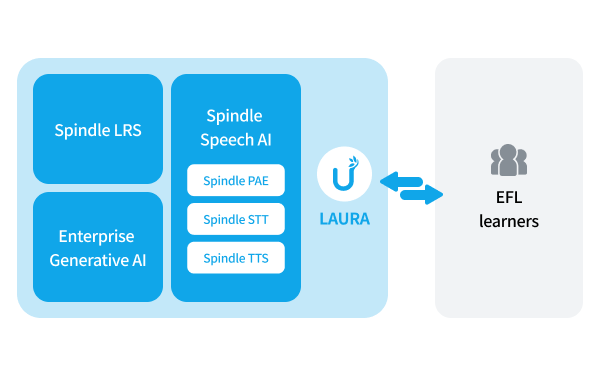 Spindle LRS
Enterprise
Generative AI
Spindle
Speech AI
Spindle PAE
Spindle STT
Spindle TTS
LAURA
EFL
learners